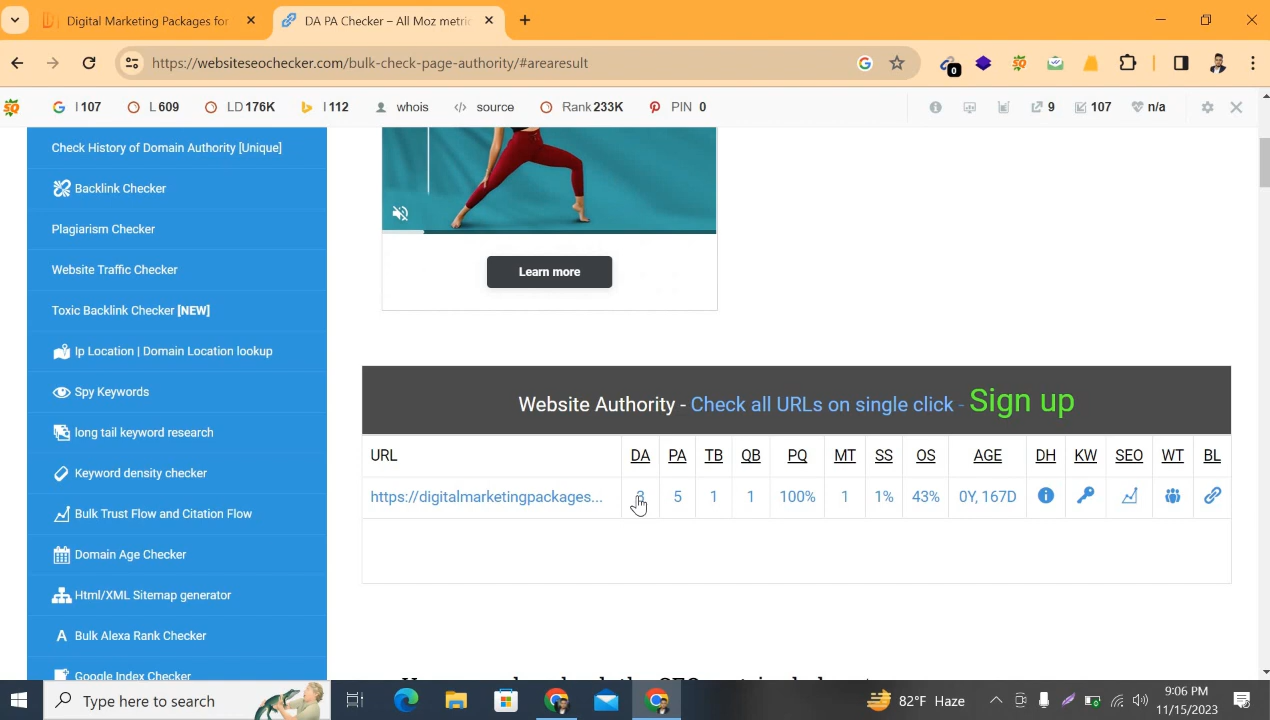 Digital Marketing Packages for
DA PA Checker – All Moz metric
https://websiteseochecker.com/bulk-check-page-authority/#arearesult
0
I 107
L 609
LD 176K
I 112
whois
source
Rank 233K
PIN 0
9
107
n/a
Check History of Domain Authority [Unique]
Backlink Checker
Plagiarism Checker
Website Traffic Checker
Toxic Backlink Checker [NEW]
Ip Location | Domain Location lookup
Spy Keywords
long tail keyword research
Keyword density checker
Bulk Trust Flow and Citation Flow
Domain Age Checker
Html/XML Sitemap generator
A Bulk Alexa Rank Checker
Google Index Checker
Learn more
Website Authority - Check all URLs on single click - Sign up
URL DA PA TB QB PQ MT SS OS AGE DH KW SEO WT BL
https://digitalmarketingpackages... 3 5 1 1 100% 1 1% 43% 0Y, 167D
Type here to search
82°F Haze
9:06 PM
11/15/2023